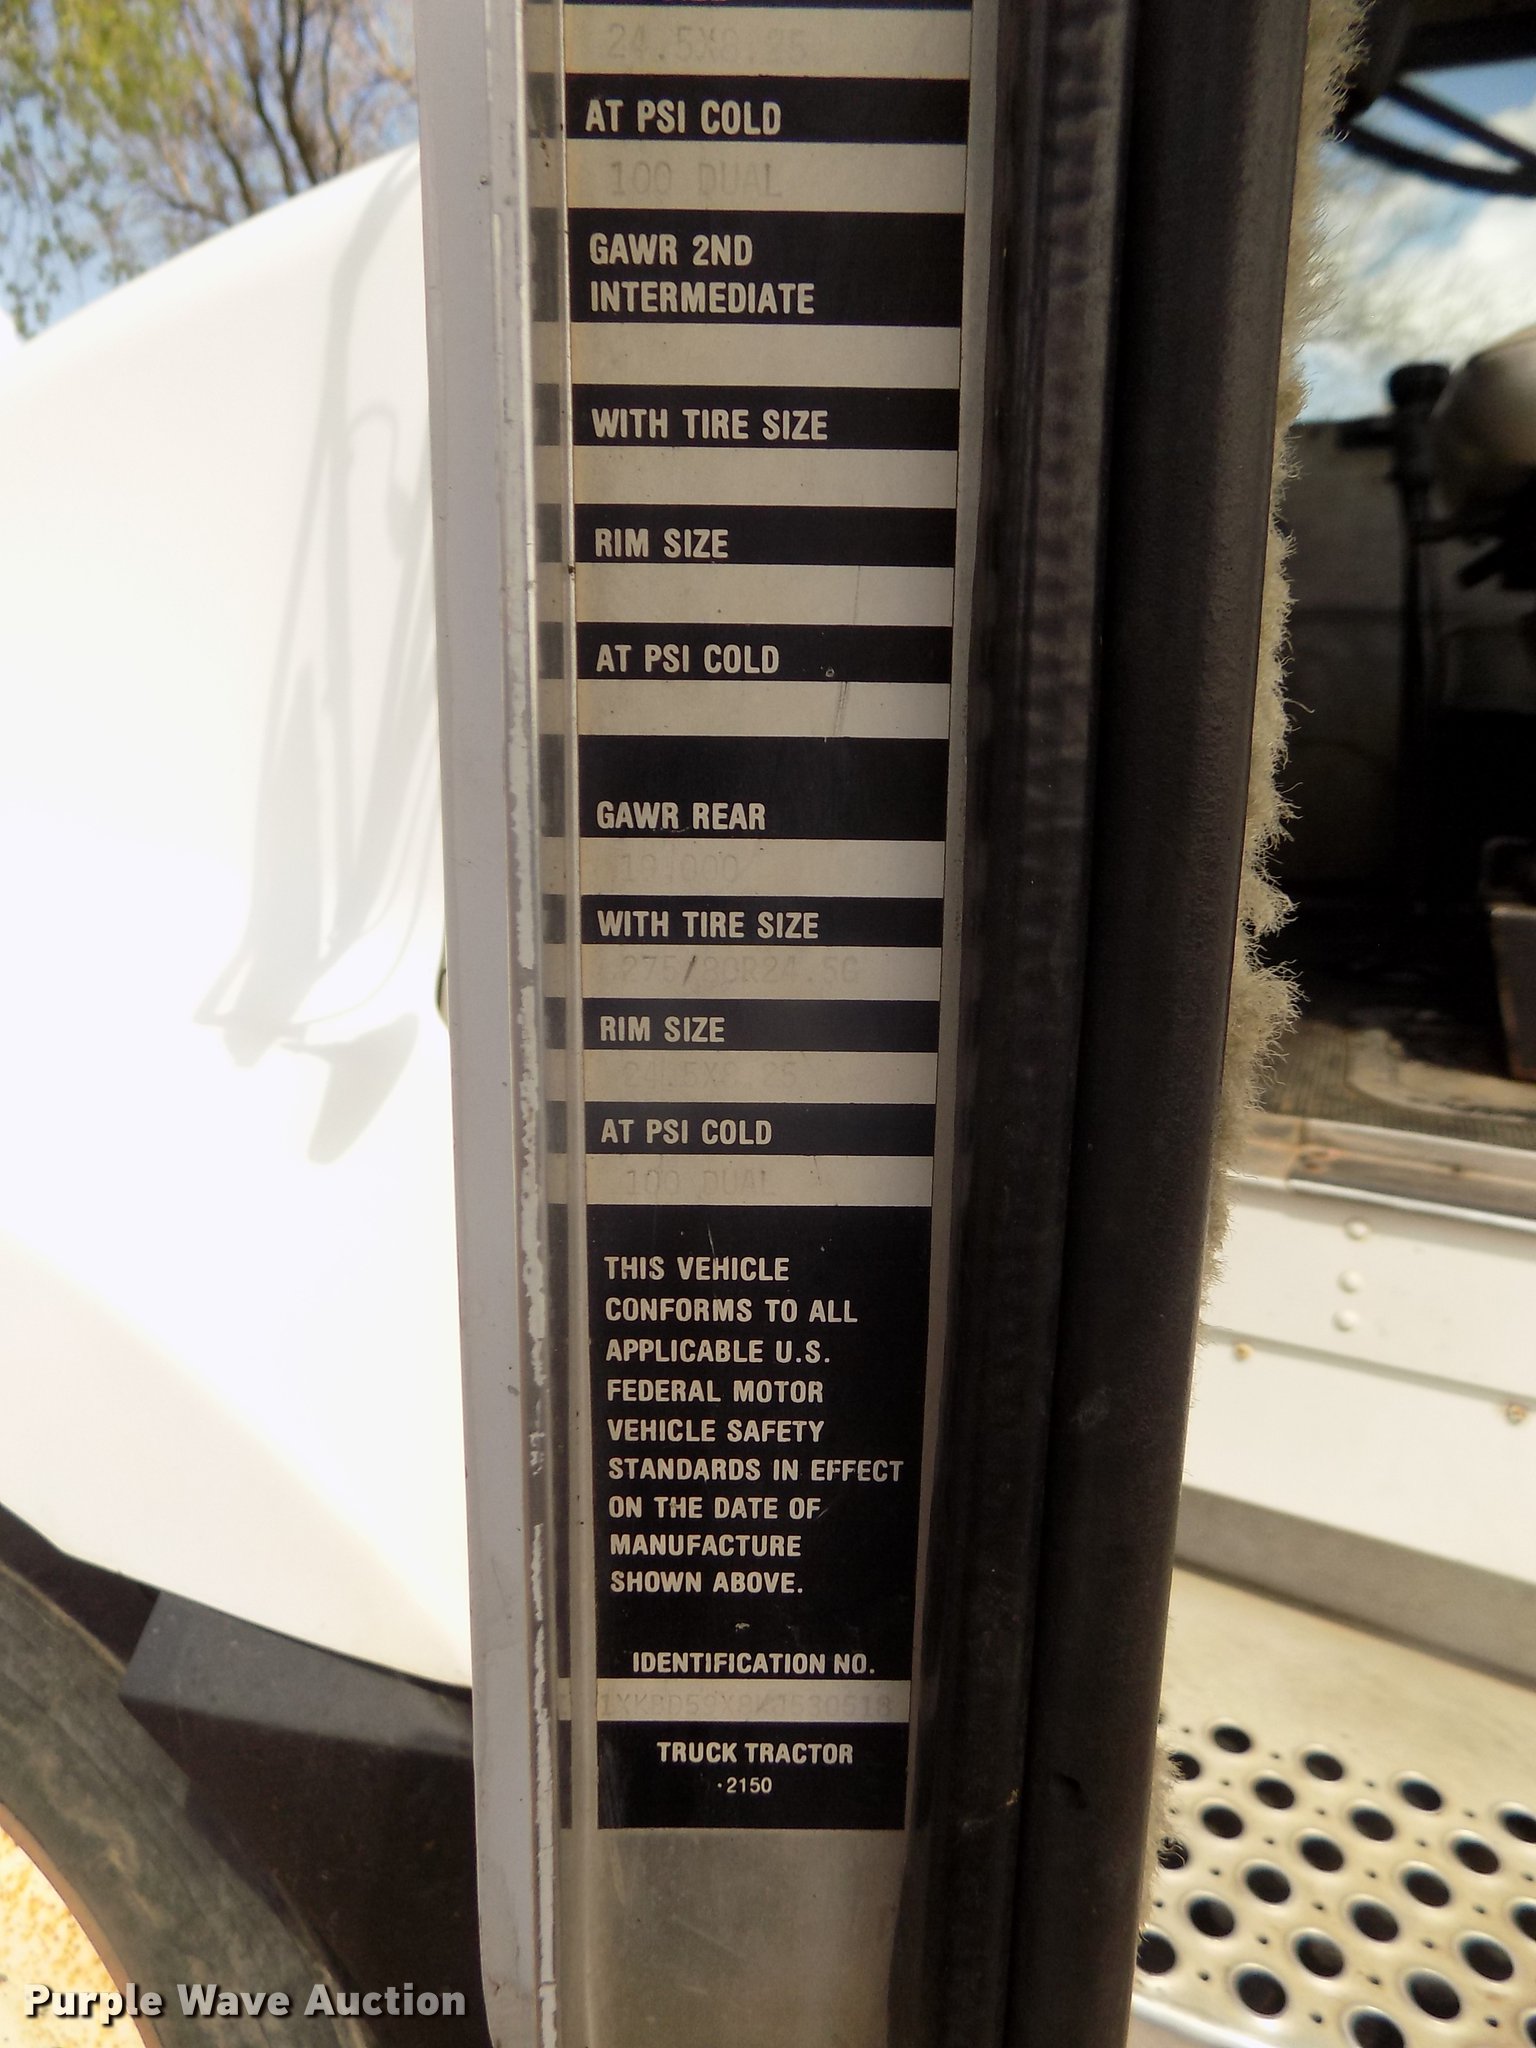 24.5X8.25
AT PSI COLD
100 DUAL
GAWR 2ND
INTERMEDIATE
WITH TIRE SIZE
RIM SIZE
AT PSI COLD
GAWR REAR
19,000
WITH TIRE SIZE
275/80R24.5G
RIM SIZE
24.5X8.25
AT PSI COLD
100 DUAL
THIS VEHICLE
CONFORMS TO ALL
APPLICABLE U.S.
FEDERAL MOTOR
VEHICLE SAFETY
STANDARDS IN EFFECT
ON THE DATE OF
MANUFACTURE
SHOWN ABOVE.
IDENTIFICATION NO.
TRUCK TRACTOR
·2150
Purple Wave Auction